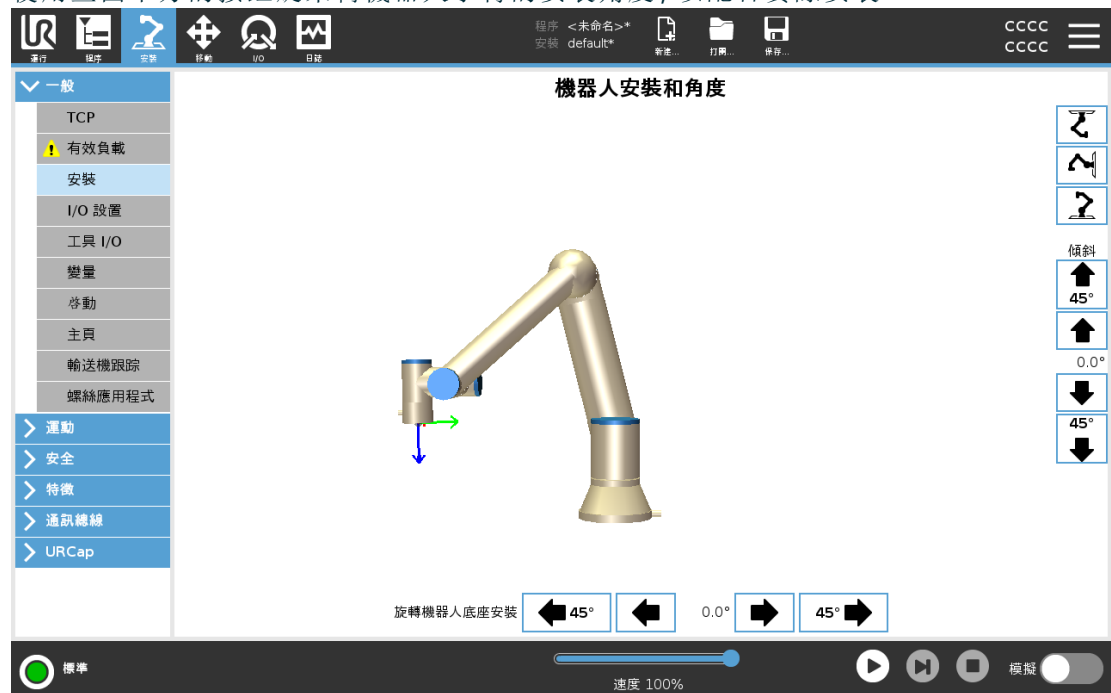 程序 <未命名>*
安裝 default*
新建... 打開... 保存...
CCCC
CCCC
運行 程序 安裝 移動 I/O 日誌
一般
TCP
有效負載
安裝
I/O 設置
工具 I/O
變量
啓動
主頁
輸送機跟踪
螺絲應用程式
運動
安全
特徵
通訊總線
URCap
機器人安裝和角度
傾斜
45°
0.0°
45°
旋轉機器人底座安裝 45° 0.0° 45°
標準
速度 100%
模擬